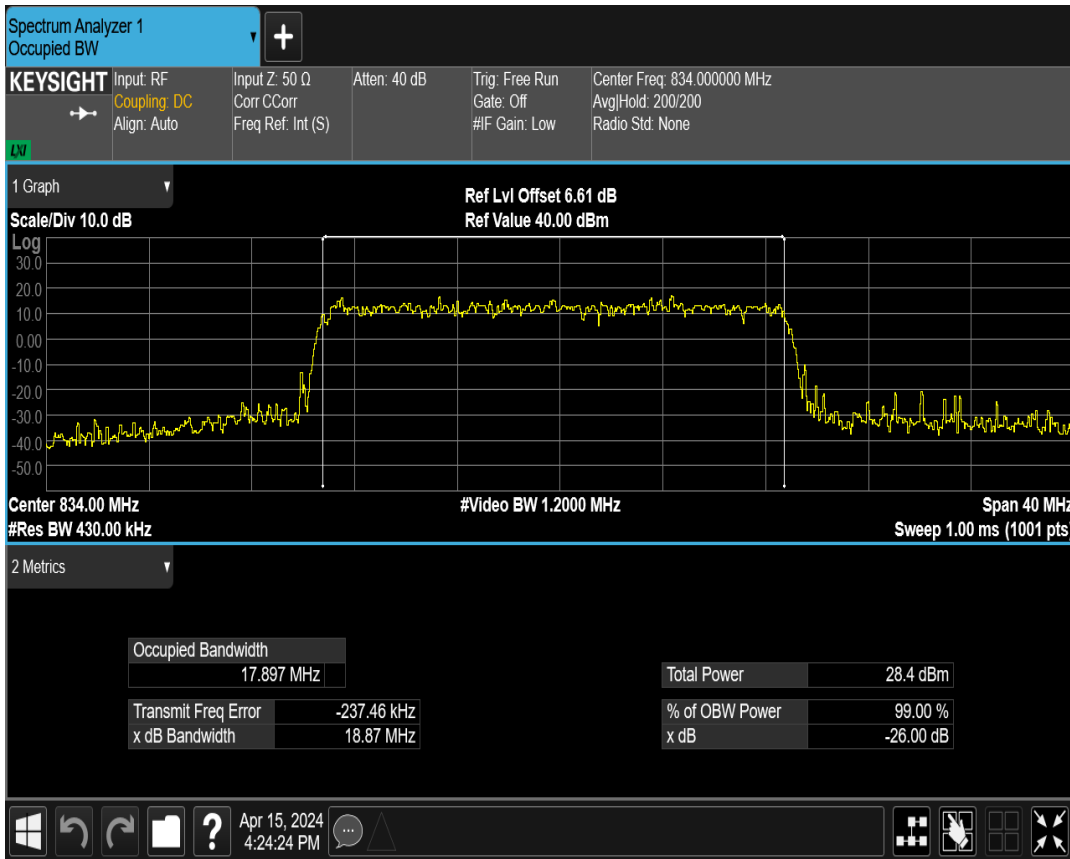 Spectrum Analyzer 1
Occupied BW
+
KEYSIGHT
LXI
Input: RF
Coupling: DC
Align: Auto
Input Z: 50 Ω
Corr CCorr
Freq Ref: Int (S)
Atten: 40 dB
Trig: Free Run
Gate: Off
#IF Gain: Low
Center Freq: 834.000000 MHz
Avg|Hold: 200/200
Radio Std: None
1 Graph
Scale/Div 10.0 dB
Ref Lvl Offset 6.61 dB
Ref Value 40.00 dBm
Log
30.0
20.0
10.0
0.00
-10.0
-20.0
-30.0
-40.0
-50.0
Center 834.00 MHz
#Video BW 1.2000 MHz
Span 40 MHz
#Res BW 430.00 kHz
Sweep 1.00 ms (1001 pts)
2 Metrics
Occupied Bandwidth
17.897 MHz
Total Power 28.4 dBm
Transmit Freq Error -237.46 kHz
% of OBW Power 99.00 %
x dB Bandwidth 18.87 MHz
x dB -26.00 dB
?
Apr 15, 2024
4:24:24 PM